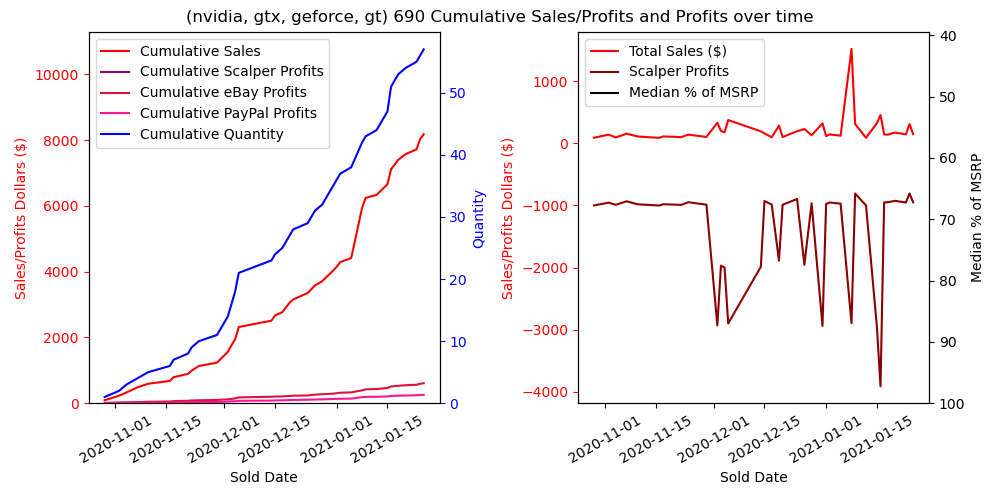 (nvidia, gtx, geforce, gt) 690 Cumulative Sales/Profits and Profits over time
Cumulative Sales
Cumulative Scalper Profits
Cumulative eBay Profits
Cumulative PayPal Profits
Cumulative Quantity
Sales/Profits Dollars ($)
10000
8000
6000
4000
2000
0
50
40
30
20
10
0
Quantity
2020-11-01
2020-11-15
2020-12-01
2020-12-15
2021-01-01
2021-01-15
Sold Date
Total Sales ($)
Scalper Profits
Median % of MSRP
Sales/Profits Dollars ($)
1000
0
−1000
−2000
−3000
−4000
40
50
60
70
80
90
100
Median % of MSRP
2020-11-01
2020-11-15
2020-12-01
2020-12-15
2021-01-01
2021-01-15
Sold Date